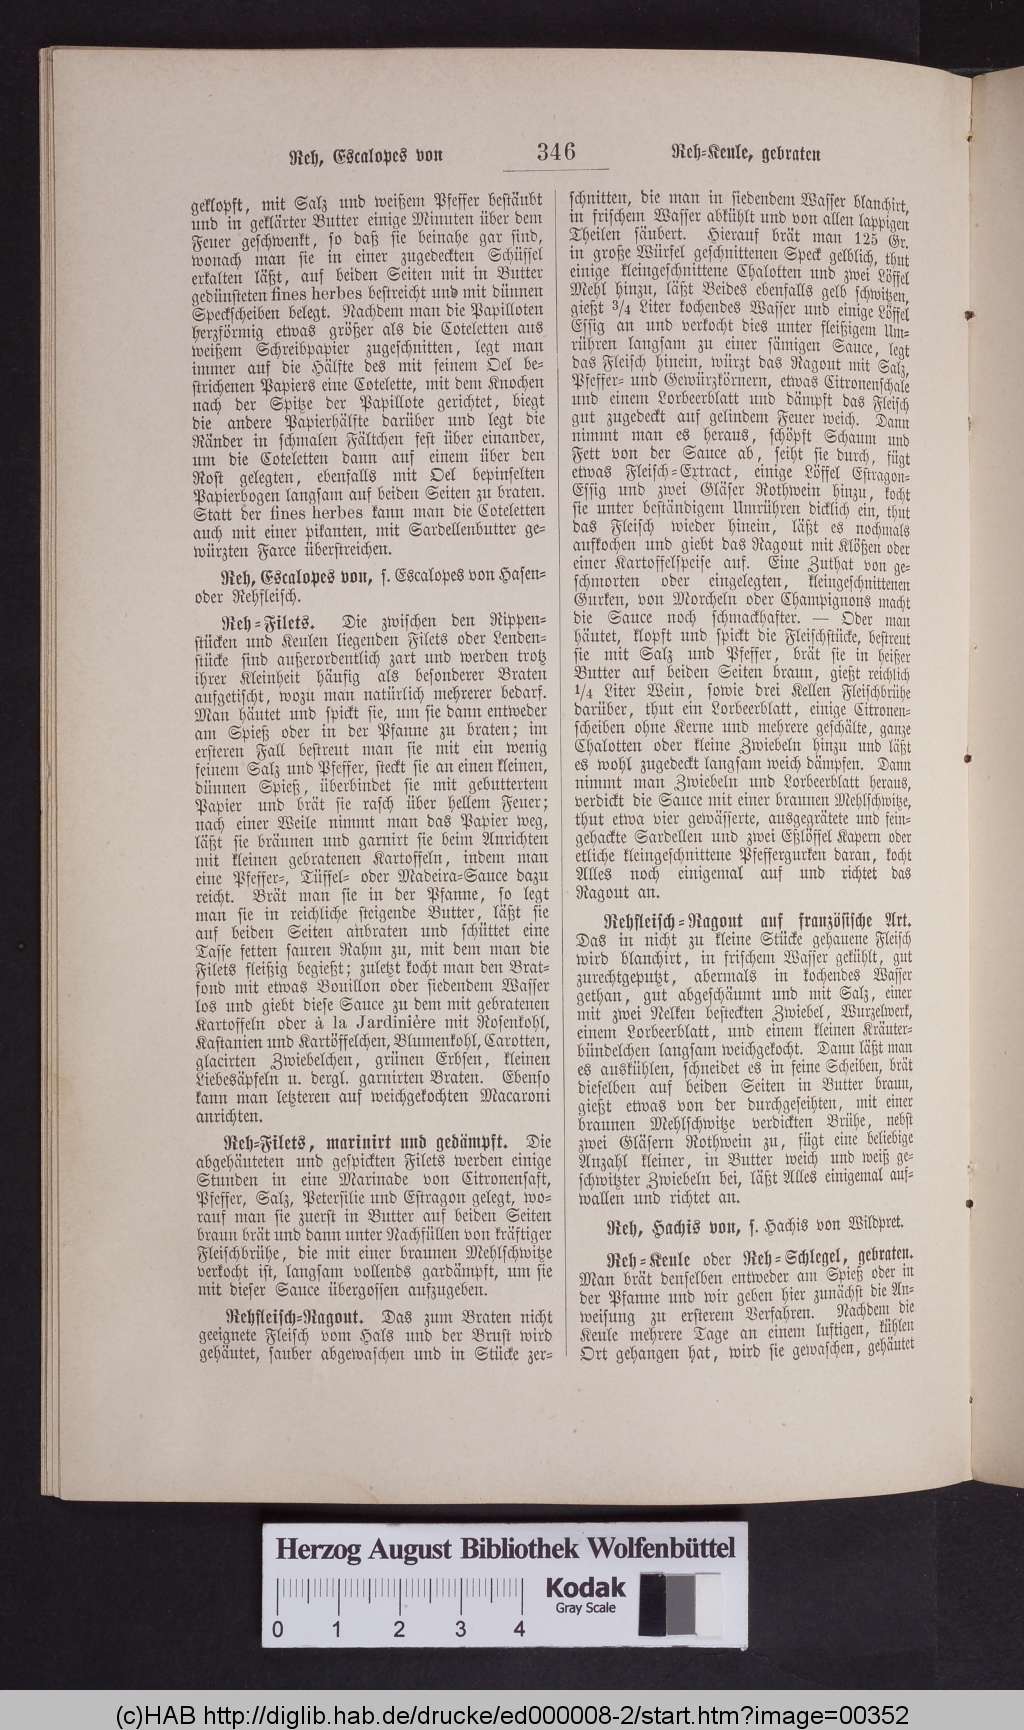 Reh, Escalopes von
346
Reh-Keule, gebraten
geklopft, mit Salz und weißem Pfeffer bestäubt
und in geklärter Butter einige Minuten über dem
Feuer geschwenkt, so daß sie beinahe gar sind,
wonach man sie in einer zugedeckten Schüssel
erkalten läßt, auf beiden Seiten mit in Butter
gedünsteten fines herbes bestreicht und mit dünnen
Speckscheiben belegt. Nachdem man die Papilloten
herzförmig etwas größer als die Coteletten aus
weißem Schreibpapier zugeschnitten, legt man
immer auf die Hälfte des mit feinem Oel be-
strichenen Papiers eine Cotelette, mit dem Knochen
nach der Spitze der Papillote gerichtet, biegt
die andere Papierhälfte darüber und legt die
Ränder in schmalen Fältchen fest über einander,
um die Coteletten dann auf einem über den
Rost gelegten, ebenfalls mit Oel bepinselten
Papierbogen langsam auf beiden Seiten zu braten.
Statt der fines herbes kann man die Coteletten
auch mit einer pikanten, mit Sardellenbutter ge-
würzten Farce überstreichen.
Reh, Escalopes von, s. Escalopes von Hasen-
oder Rehfleisch.
Reh-Filets. Die zwischen den Rippen-
stücken und Keulen liegenden Filets oder Lenden-
stücke sind außerordentlich zart und werden trotz
ihrer Kleinheit häufig als besonderer Braten
aufgetischt, wozu man natürlich mehrerer bedarf.
Man häutet und spickt sie, um sie dann entweder
am Spieß oder in der Pfanne zu braten; im
ersteren Fall bestreut man sie mit ein wenig
feinem Salz und Pfeffer, steckt sie an einen kleinen,
dünnen Spieß, überbindet sie mit gebuttertem
Papier und brät sie rasch über hellem Feuer;
nach einer Weile nimmt man das Papier weg,
läßt sie bräunen und garnirt sie beim Anrichten
mit kleinen gebratenen Kartoffeln, indem man
eine Pfeffer-, Tüffel- oder Madeira-Sauce dazu
reicht. Brät man sie in der Pfanne, so legt
man sie in reichliche steigende Butter, läßt sie
auf beiden Seiten anbraten und schüttet eine
Tasse fetten sauren Rahm zu, mit dem man die
Filets fleißig begießt; zuletzt kocht man den Brat-
fond mit etwas Bouillon oder siedendem Wasser
los und giebt diese Sauce zu dem mit gebratenen
Kartoffeln oder à la Jardinière mit Rosenkohl,
Kastanien und Kartöffelchen, Blumenkohl, Carotten,
glacirten Zwiebelchen, grünen Erbsen, kleinen
Liebesäpfeln u. dergl. garnirten Braten. Ebenso
kann man letzteren auf weichgekochten Macaroni
anrichten.
Reh-Filets, marinirt und gedämpft. Die
abgehäuteten und gespickten Filets werden einige
Stunden in eine Marinade von Citronensaft,
Pfeffer, Salz, Petersilie und Estragon gelegt, wo-
rauf man sie zuerst in Butter auf beiden Seiten
braun brät und dann unter Nachfüllen von kräftiger
Fleischbrühe, die mit einer braunen Mehlschwitze
verkocht ist, langsam vollends gardämpft, um sie
mit dieser Sauce übergossen aufzugeben.
Rehfleisch-Ragout. Das zum Braten nicht
geeignete Fleisch vom Hals und der Brust wird
gehäutet, sauber abgewaschen und in Stücke zer-
schnitten, die man in siedendem Wasser blanchirt,
in frischem Wasser abkühlt und von allen lappigen
Theilen säubert. Hierauf brät man 125 Gr.
in große Würfel geschnittenen Speck gelblich, thut
einige kleingeschnittene Chalotten und zwei Löffel
Mehl hinzu, läßt Beides ebenfalls gelb schwitzen,
gießt 3/4 Liter kochendes Wasser und einige Löffel
Essig an und verkocht dies unter fleißigem Um-
rühren langsam zu einer sämigen Sauce, legt
das Fleisch hinein, würzt das Ragout mit Salz,
Pfeffer- und Gewürzkörnern, etwas Citronenschale
und einem Lorbeerblatt und dämpft das Fleisch
gut zugedeckt auf gelindem Feuer weich. Dann
nimmt man es heraus, schöpft Schaum und
Fett von der Sauce ab, seiht sie durch, fügt
etwas Fleisch-Extract, einige Löffel Estragon-
Essig und zwei Gläser Rothwein hinzu, kocht
sie unter beständigem Umrühren dicklich ein, thut
das Fleisch wieder hinein, läßt es nochmals
aufkochen und giebt das Ragout mit Klößen oder
einer Kartoffelspeise auf. Eine Zuthat von ge-
schmorten oder eingelegten, kleingeschnittenen
Gurken, von Morcheln oder Champignons macht
die Sauce noch schmackhafter. — Oder man
häutet, klopft und spickt die Fleischstücke, bestreut
sie mit Salz und Pfeffer, brät sie in heißer
Butter auf beiden Seiten braun, gießt reichlich
1/4 Liter Wein, sowie drei Kellen Fleischbrühe
darüber, thut ein Lorbeerblatt, einige Citronen-
scheiben ohne Kerne und mehrere geschälte, ganze
Chalotten oder kleine Zwiebeln hinzu und läßt
es wohl zugedeckt langsam weich dämpfen. Dann
nimmt man Zwiebeln und Lorbeerblatt heraus,
verdickt die Sauce mit einer braunen Mehlschwitze,
thut etwa vier gewässerte, ausgegrätete und fein-
gehackte Sardellen und zwei Eßlöffel Kapern oder
etliche kleingeschnittene Pfeffergurken daran, kocht
Alles noch einigemal auf und richtet das
Ragout an.
Rehfleisch-Ragout auf französische Art.
Das in nicht zu kleine Stücke gehauene Fleisch
wird blanchirt, in frischem Wasser gekühlt, gut
zurechtgeputzt, abermals in kochendes Wasser
gethan, gut abgeschäumt und mit Salz, einer
mit zwei Nelken besteckten Zwiebel, Wurzelwerk,
einem Lorbeerblatt, und einem kleinen Kräuter-
bündelchen langsam weichgekocht. Dann läßt man
es auskühlen, schneidet es in feine Scheiben, brät
dieselben auf beiden Seiten in Butter braun,
gießt etwas von der durchgeseihten, mit einer
braunen Mehlschwitze verdickten Brühe, nebst
zwei Gläsern Rothwein zu, fügt eine beliebige
Anzahl kleiner, in Butter weich und weiß ge-
schwitzter Zwiebeln bei, läßt Alles einigemal auf-
wallen und richtet an.
Reh, Hachis von, s. Hachis von Wildpret.
Reh-Keule oder Reh-Schlegel, gebraten.
Man brät denselben entweder am Spieß oder in
der Pfanne und wir geben hier zunächst die An-
weisung zu ersterem Verfahren. Nachdem die
Keule mehrere Tage an einem luftigen, kühlen
Ort gehangen hat, wird sie gewaschen, gehäutet
Herzog August Bibliothek Wolfenbüttel
Kodak
Gray Scale
0 1 2 3 4
(c)HAB http://diglib.hab.de/drucke/ed000008-2/start.htm?image=00352